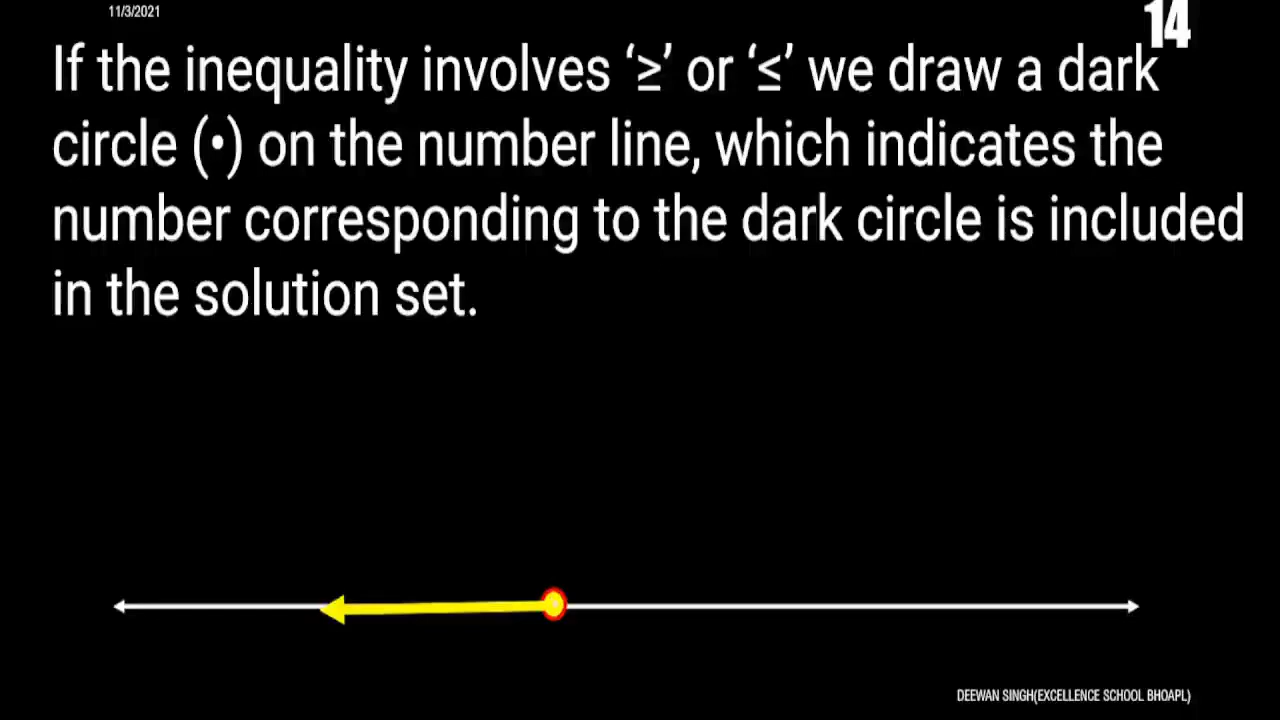 11/3/2021
14
If the inequality involves ‘≥’ or ‘≤’ we draw a dark
circle (•) on the number line, which indicates the
number corresponding to the dark circle is included
in the solution set.
DEEWAN SINGH(EXCELLENCE SCHOOL BHOAPL)